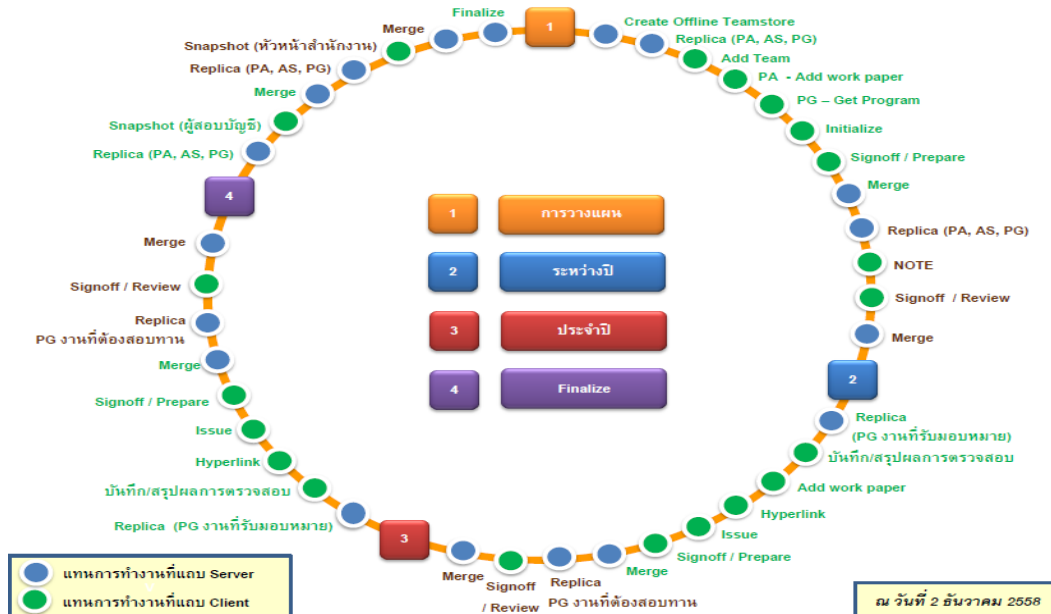 1
Create Offline Teamstore
Replica (PA, AS, PG)
Add Team
PA - Add work paper
PG – Get Program
Initialize
Signoff / Prepare
Merge
Replica (PA, AS, PG)
NOTE
Signoff / Review
Merge
2
Replica
(PG งานที่รับมอบหมาย)
บันทึก/สรุปผลการตรวจสอบ
Add work paper
Hyperlink
Issue
Signoff / Prepare
Merge
Replica
PG งานที่ต้องสอบทาน
Signoff
/ Review
Merge
3
Replica (PG งานที่รับมอบหมาย)
บันทึก/สรุปผลการตรวจสอบ
Hyperlink
Issue
Signoff / Prepare
Merge
Replica
PG งานที่ต้องสอบทาน
Signoff / Review
Merge
4
Replica (PA, AS, PG)
Snapshot (ผู้สอบบัญชี)
Merge
Replica (PA, AS, PG)
Snapshot (หัวหน้าสำนักงาน)
Merge
Finalize
1 การวางแผน
2 ระหว่างปี
3 ประจำปี
4 Finalize
แทนการทำงานที่แถบ Server
แทนการทำงานที่แถบ Client
ณ วันที่ 2 ธันวาคม 2558